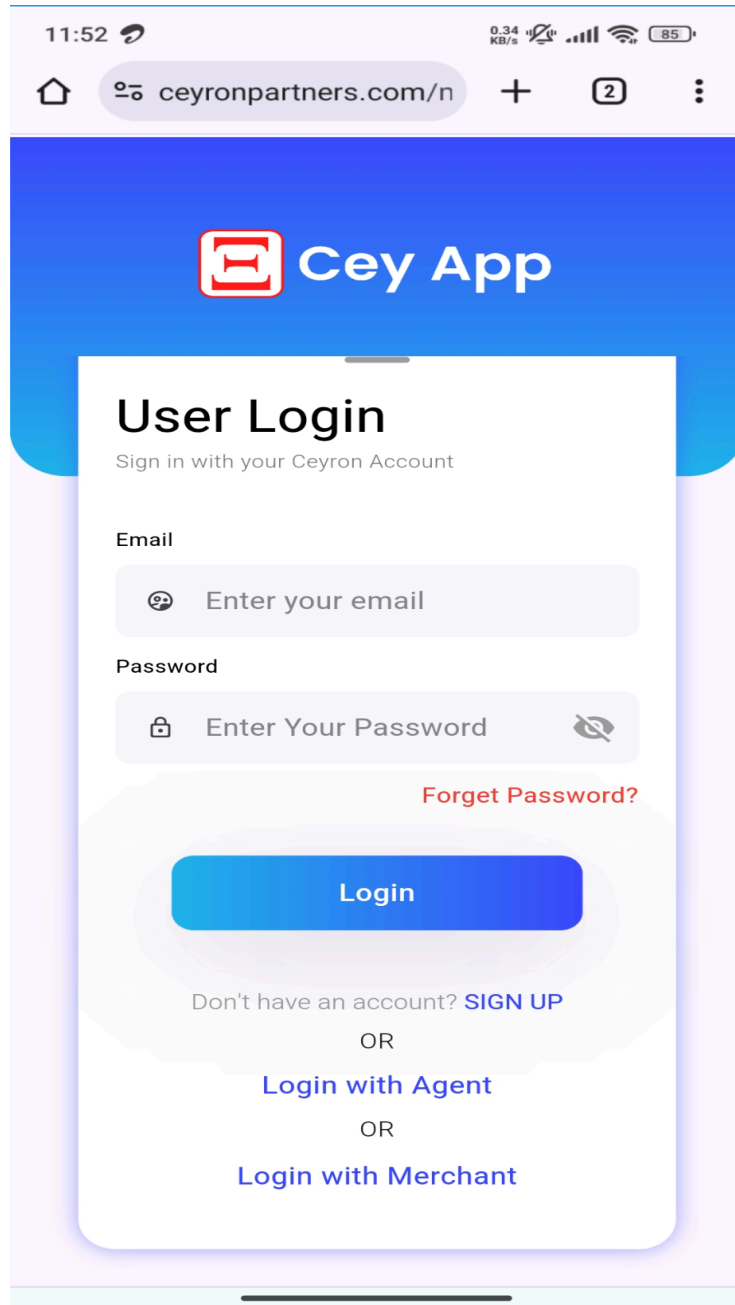 11:52
0.34
KB/s
85
ceyronpartners.com/n
2
Cey App
User Login
Sign in with your Ceyron Account
Email
Enter your email
Password
Enter Your Password
Forget Password?
Login
Don't have an account? SIGN UP
OR
Login with Agent
OR
Login with Merchant